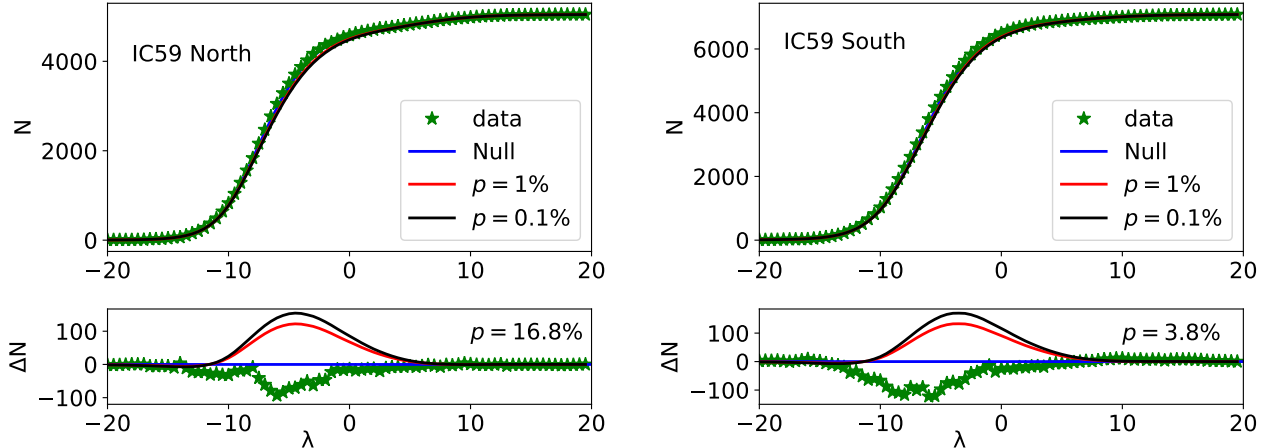 IC59 North
N
4000
2000
0
data
Null
p = 1%
p = 0.1%
−20 −10 0 10 20
ΔN
100
0
−100
p = 16.8%
−20 −10 0 10 20
λ
IC59 South
N
6000
4000
2000
0
data
Null
p = 1%
p = 0.1%
−20 −10 0 10 20
ΔN
100
0
−100
p = 3.8%
−20 −10 0 10 20
λ